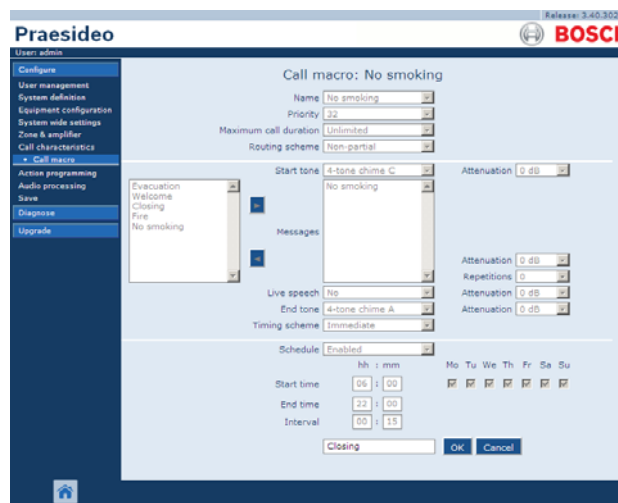 Release: 3.40.302
Praesideo
BOSCH
User: admin
Configure
User management
System definition
Equipment configuration
System wide settings
Zone & amplifier
Call characteristics
• Call macro
Action programming
Audio processing
Save
Diagnose
Upgrade
Call macro: No smoking
Name No smoking
Priority 32
Maximum call duration Unlimited
Routing scheme Non-partial
Start tone 4-tone chime C Attenuation 0 dB
Evacuation
Welcome
Closing
Fire
No smoking
Messages
No smoking
Attenuation 0 dB
Repetitions 0
Live speech No Attenuation 0 dB
End tone 4-tone chime A Attenuation 0 dB
Timing scheme Immediate
Schedule Enabled
hh : mm Mo Tu We Th Fr Sa Su
Start time 06 : 00
End time 22 : 00
Interval 00 : 15
Closing OK Cancel